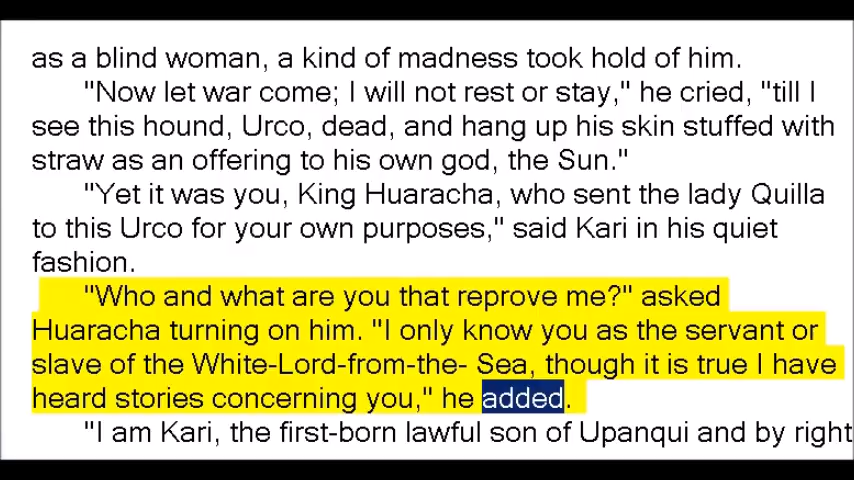 as a blind woman, a kind of madness took hold of him.
"Now let war come; I will not rest or stay," he cried, "till I
see this hound, Urco, dead, and hang up his skin stuffed with
straw as an offering to his own god, the Sun."
"Yet it was you, King Huaracha, who sent the lady Quilla
to this Urco for your own purposes," said Kari in his quiet
fashion.
"Who and what are you that reprove me?" asked
Huaracha turning on him. "I only know you as the servant or
slave of the White-Lord-from-the- Sea, though it is true I have
heard stories concerning you," he added.
"I am Kari, the first-born lawful son of Upanqui and by right